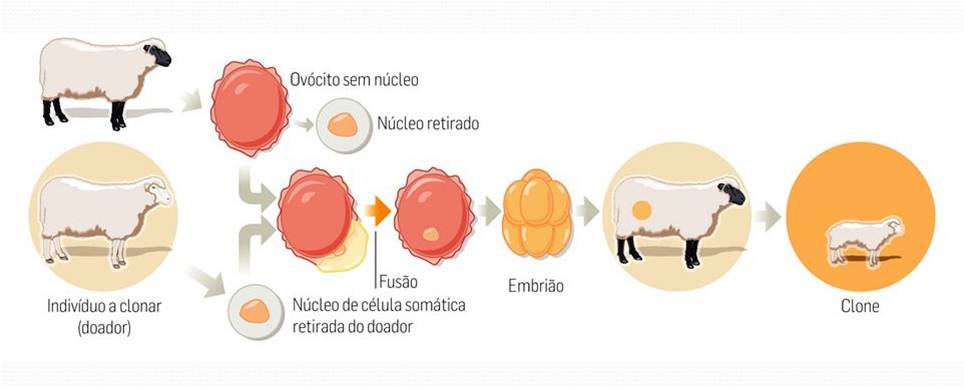 Ovócito sem núcleo
Núcleo retirado
Fusão
Embrião
Indivíduo a clonar
(doador)
Núcleo de célula somática
retirada do doador
Clone